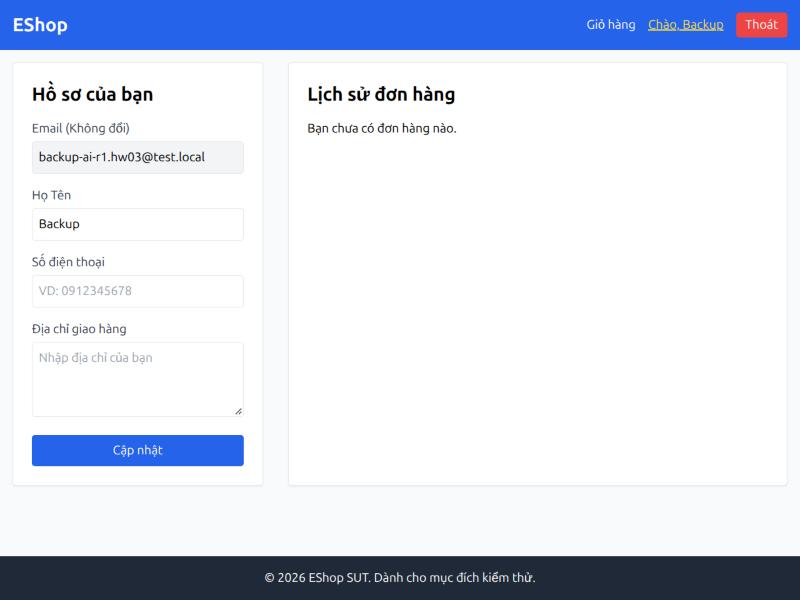 EShop
Giỏ hàng
Chào, Backup
Thoát
Hồ sơ của bạn
Email (Không đổi)
backup-ai-r1.hw03@test.local
Họ Tên
Backup
Số điện thoại
VD: 0912345678
Địa chỉ giao hàng
Nhập địa chỉ của bạn
Cập nhật
Lịch sử đơn hàng
Bạn chưa có đơn hàng nào.
© 2026 EShop SUT. Dành cho mục đích kiểm thử.